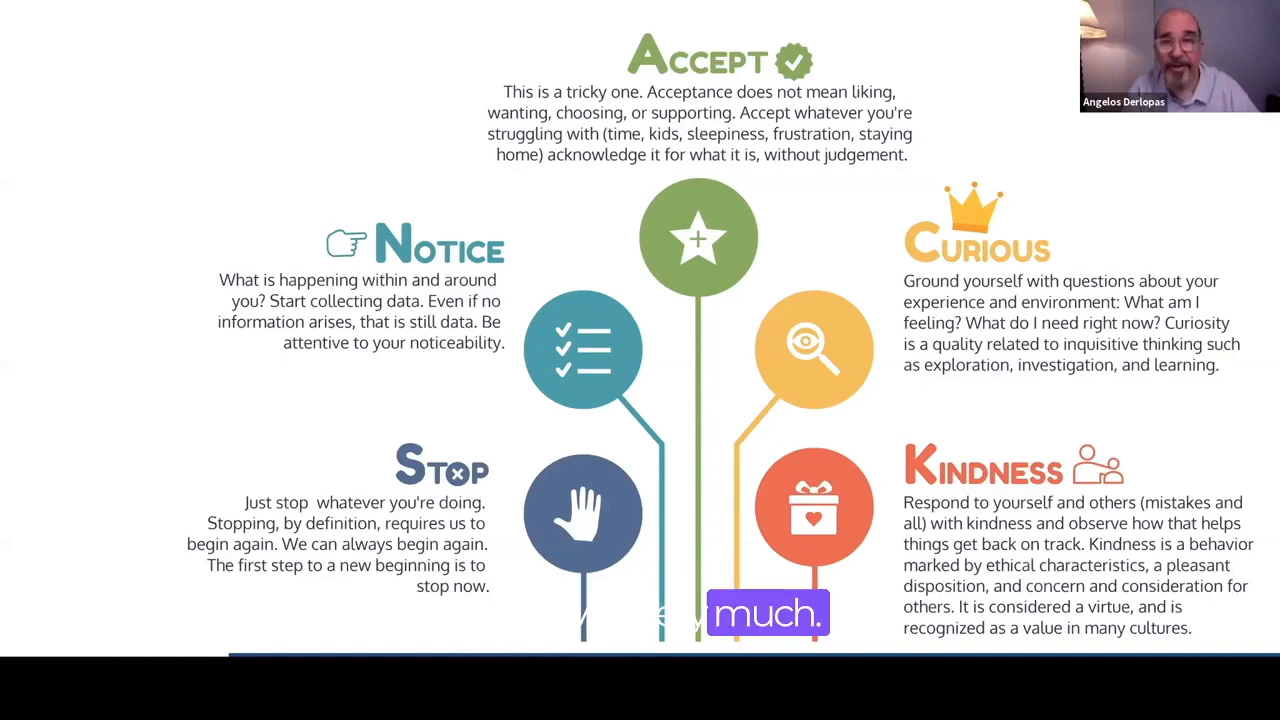 ACCEPT
This is a tricky one. Acceptance does not mean liking,
wanting, choosing, or supporting. Accept whatever you're
struggling with (time, kids, sleepiness, frustration, staying
home) acknowledge it for what it is, without judgement.
Angelos Derlopas
NOTICE
What is happening within and around
you? Start collecting data. Even if no
information arises, that is still data. Be
attentive to your noticeability.
CURIOUS
Ground yourself with questions about your
experience and environment: What am I
feeling? What do I need right now? Curiosity
is a quality related to inquisitive thinking such
as exploration, investigation, and learning.
STOP
Just stop whatever you're doing.
Stopping, by definition, requires us to
begin again. We can always begin again.
The first step to a new beginning is to
stop now.
KINDNESS
Respond to yourself and others (mistakes and
all) with kindness and observe how that helps
things get back on track. Kindness is a behavior
marked by ethical characteristics, a pleasant
disposition, and concern and consideration for
others. It is considered a virtue, and is
recognized as a value in many cultures.
much.